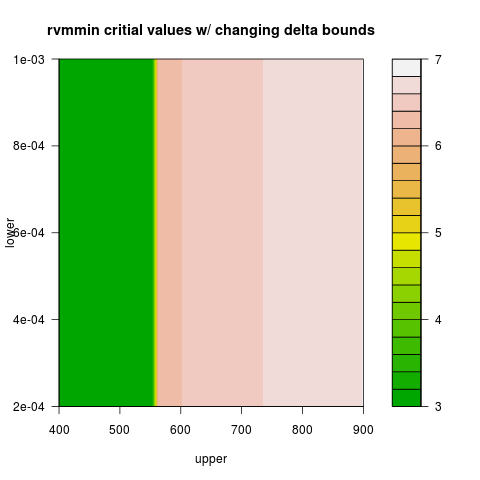 rvmmin critial values w/ changing delta bounds
1e-03
8e-04
6e-04
4e-04
2e-04
lower
400 500 600 700 800 900
upper
7
6
5
4
3